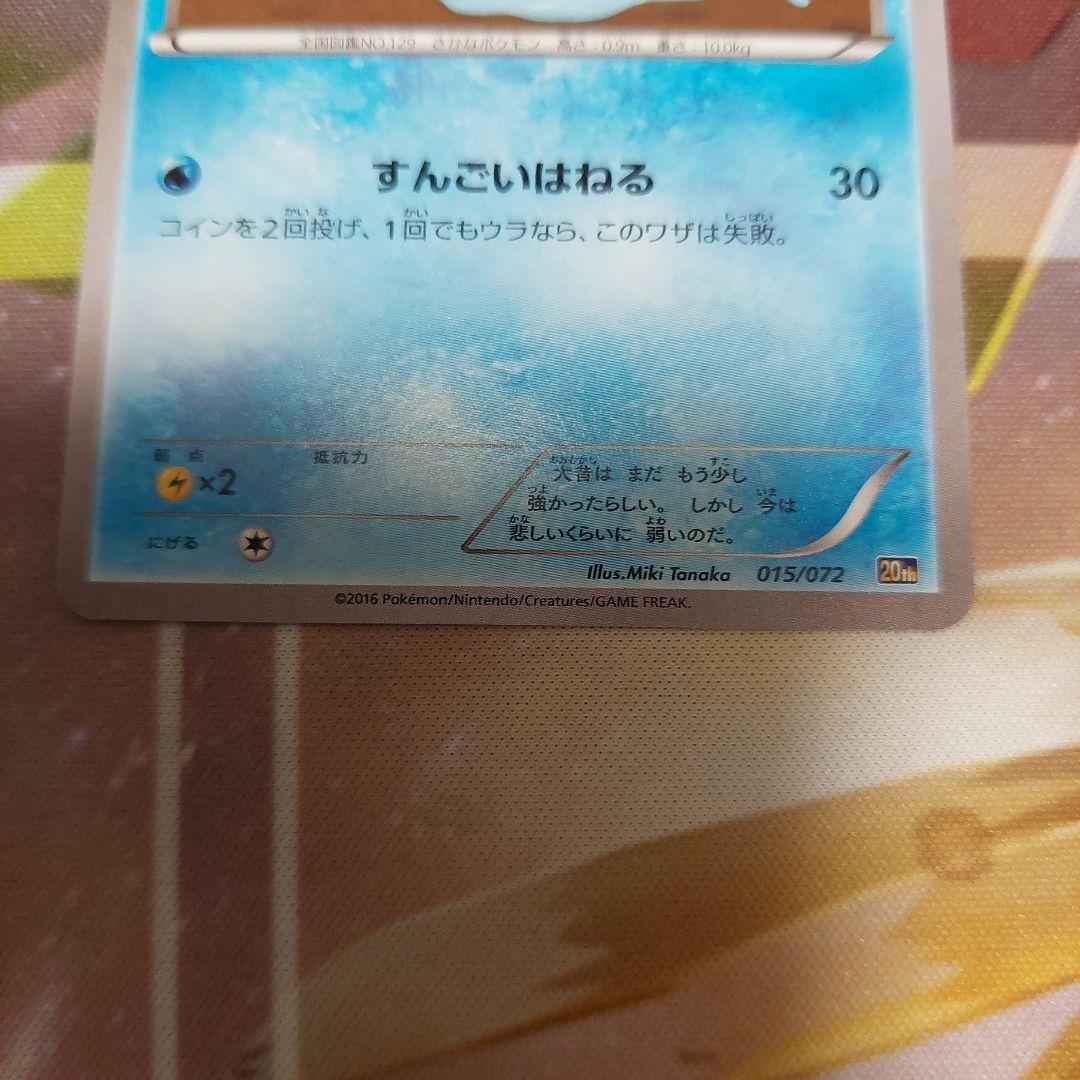 全国図鑑NO.129 さかなポケモン 高さ:0.9m 重さ:10.0kg
すんごいはねる 30
コインを2回投げ、1回でもウラなら、このワザは失敗。
弱点 抵抗力
×2
大昔は まだ もう少し
強かったらしい。 しかし 今は
悲しいくらいに 弱いのだ。
にげる
Illus.Miki Tanaka 015/072 20th
©2016 Pokémon/Nintendo/Creatures/GAME FREAK.